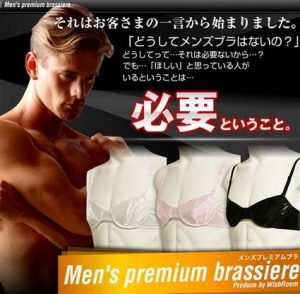 Men's premium brassiere
それはお客さまの一言から始まりました。
「どうしてメンズブラはないの？」
どうしてって…それは必要ないから…？
でも…「ほしい」と思っている人が
いるということは…
必要ということ。
メンズプレミアムブラ
Men's premium brassiere
Produce by WishRoom